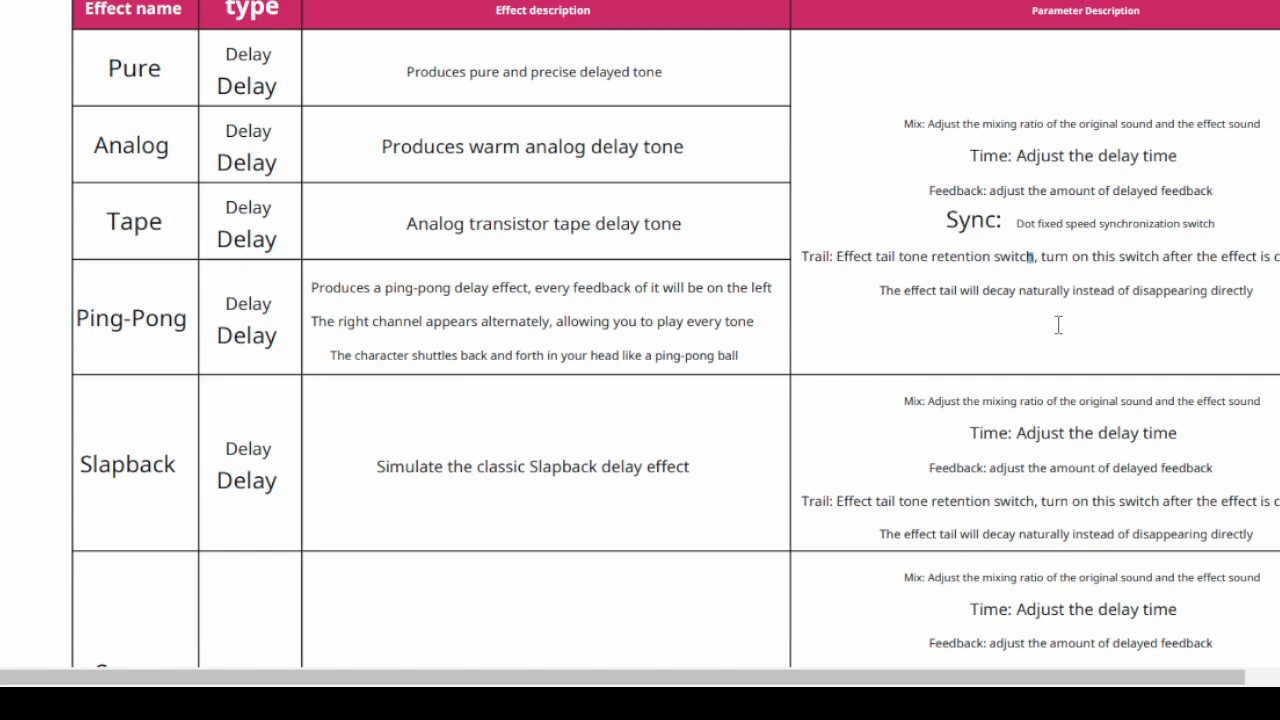 Effect name type Effect description Parameter Description
Pure
Delay
Delay
Produces pure and precise delayed tone
Analog
Delay
Delay
Produces warm analog delay tone
Tape
Delay
Delay
Analog transistor tape delay tone
Ping-Pong
Delay
Delay
Produces a ping-pong delay effect, every feedback of it will be on the left
The right channel appears alternately, allowing you to play every tone
The character shuttles back and forth in your head like a ping-pong ball
Mix: Adjust the mixing ratio of the original sound and the effect sound
Time: Adjust the delay time
Feedback: adjust the amount of delayed feedback
Sync: Dot fixed speed synchronization switch
Trail: Effect tail tone retention switch, turn on this switch after the effect is
The effect tail will decay naturally instead of disappearing directly
Slapback
Delay
Delay
Simulate the classic Slapback delay effect
Mix: Adjust the mixing ratio of the original sound and the effect sound
Time: Adjust the delay time
Feedback: adjust the amount of delayed feedback
Trail: Effect tail tone retention switch, turn on this switch after the effect is
The effect tail will decay naturally instead of disappearing directly
Mix: Adjust the mixing ratio of the original sound and the effect sound
Time: Adjust the delay time
Feedback: adjust the amount of delayed feedback